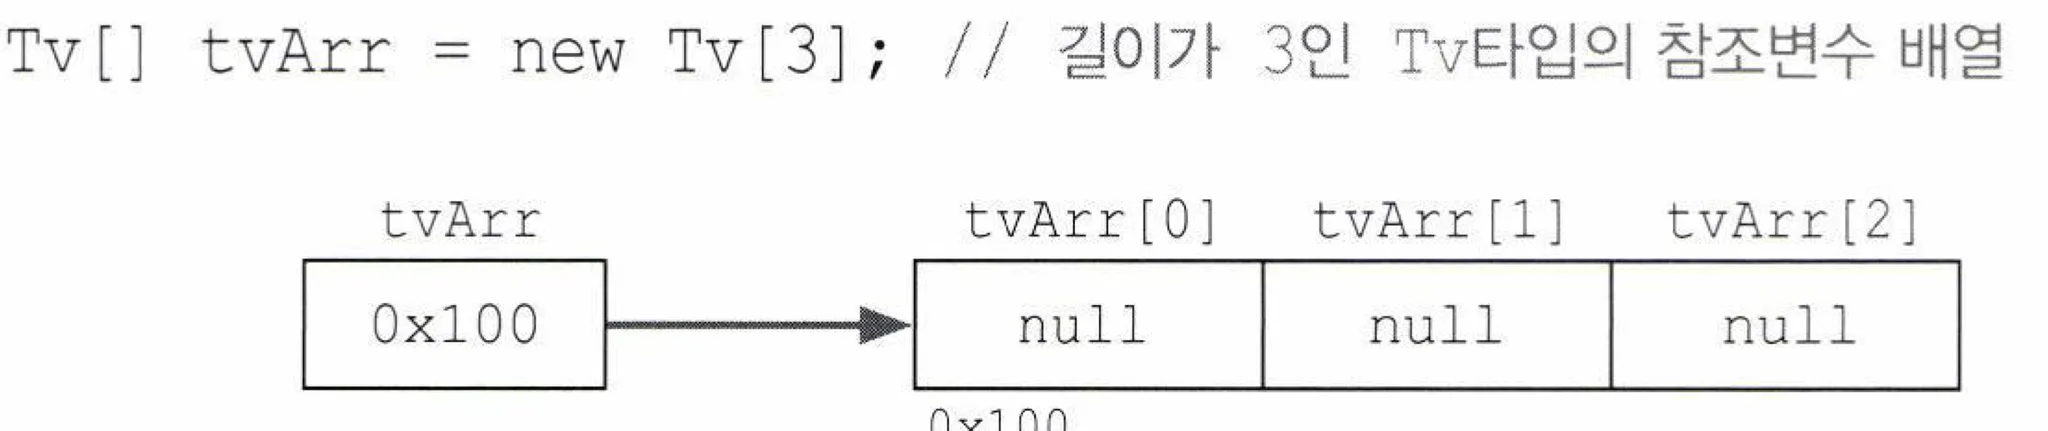 Tv[] tvArr = new Tv[3]; // 길이가 3인 Tv타입의 참조변수 배열
tvArr tvArr[0] tvArr[1] tvArr[2]
0x100 null null null
0x100